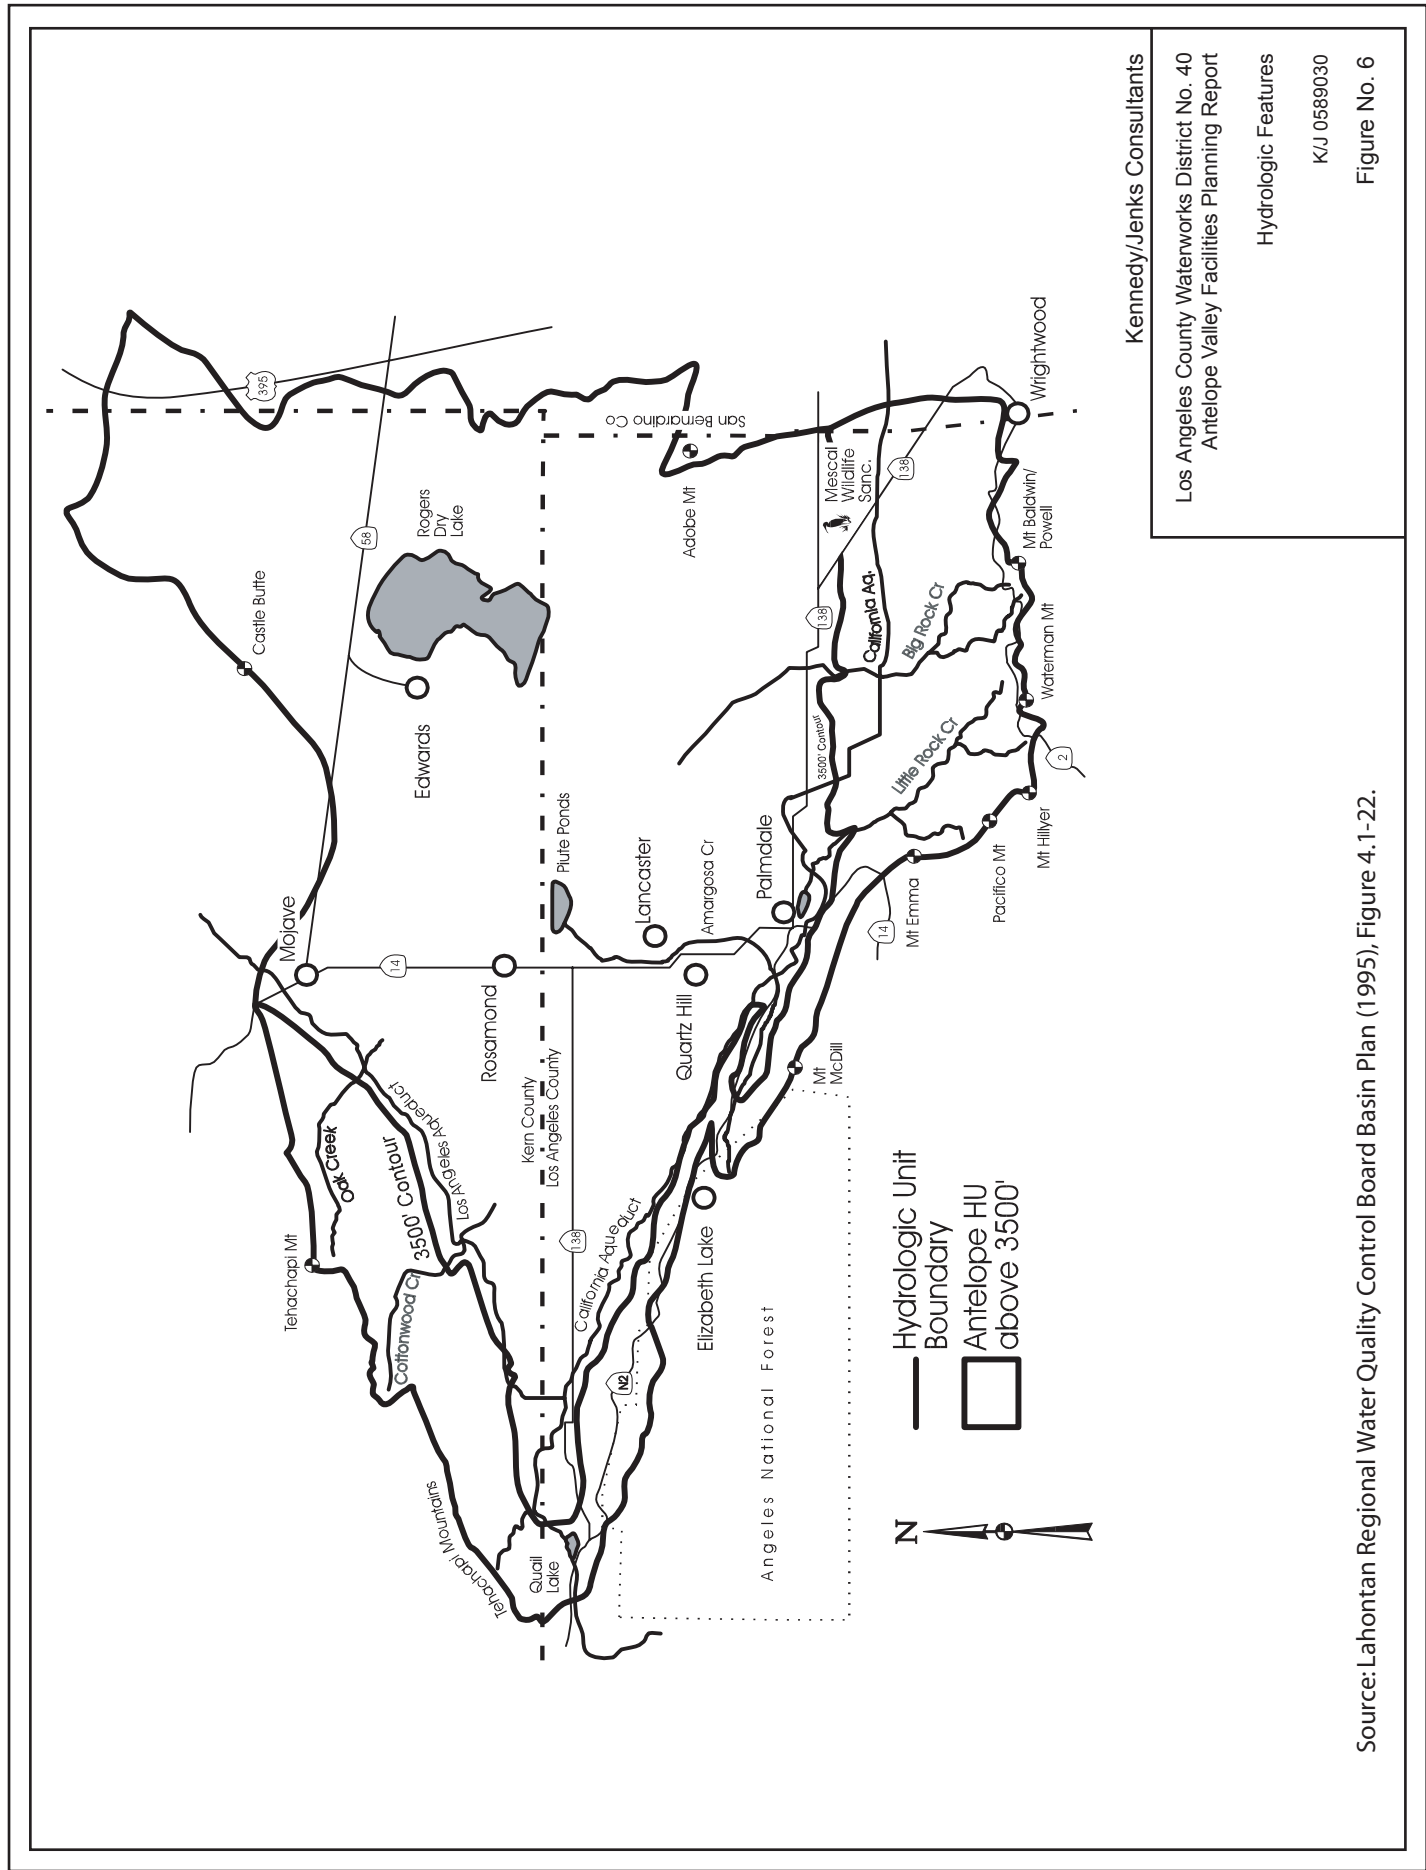 395
58
Castle Butte
Rogers
Dry
Lake
San Bernardino Co
Mojave
14
Edwards
Adobe Mt
Mescal
Wildlife
Sanc.
138
Wrightwood
Tehachapi Mt
Oak Creek
3500' Contour
Los Angeles Aqueduct
Cottonwood Cr
Rosamond
Piute Ponds
Kern County
Los Angeles County
Lancaster
Amargosa Cr
Palmdale
3500' Contour
138
California Aq.
Big Rock Cr
Little Rock Cr
Mt Baldwin/
Powell
Waterman Mt
2
Mt Hillyer
Pacifico Mt
Mt Emma
14
Quartz Hill
Mt
McDill
138
California Aqueduct
Elizabeth Lake
N2
Tehachapi Mountains
Quail
Lake
Angeles National Forest
N
Hydrologic Unit
Boundary
Antelope HU
above 3500'
Kennedy/Jenks Consultants
Los Angeles County Waterworks District No. 40
Antelope Valley Facilities Planning Report
Hydrologic Features
K/J 0589030
Figure No. 6
Source: Lahontan Regional Water Quality Control Board Basin Plan (1995), Figure 4.1-22.